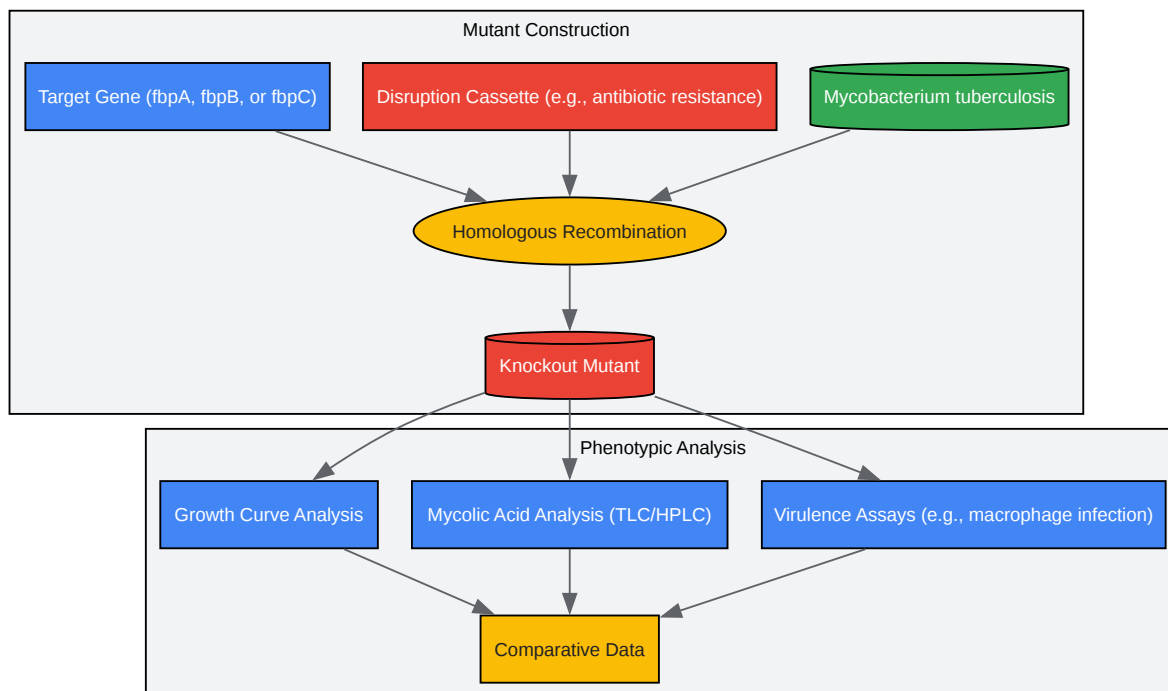 Mutant Construction
Target Gene (fbpA, fbpB, or fbpC)
Disruption Cassette (e.g., antibiotic resistance)
Mycobacterium tuberculosis
Homologous Recombination
Knockout Mutant
Phenotypic Analysis
Growth Curve Analysis
Mycolic Acid Analysis (TLC/HPLC)
Virulence Assays (e.g., macrophage infection)
Comparative Data